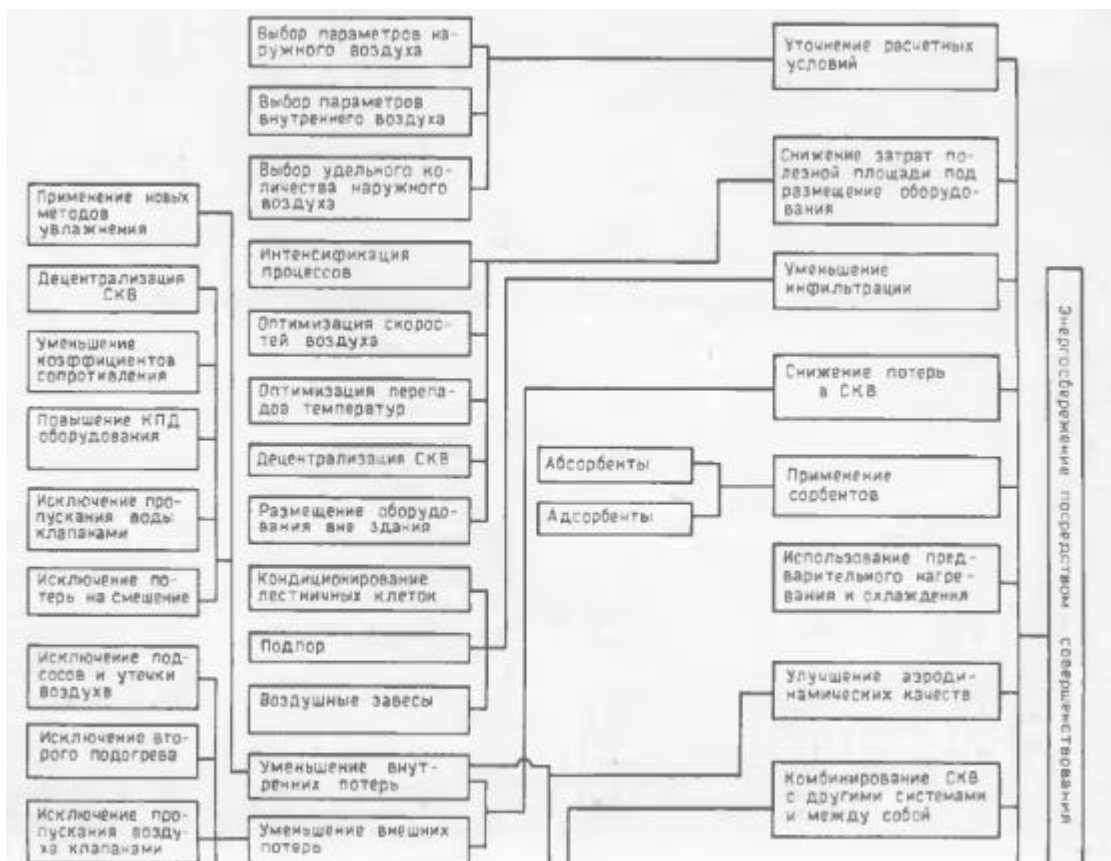 Выбор параметров на-
ружного воздуха
Выбор параметров
внутреннего воздуха
Выбор удельного ко-
личества наружного
воздуха
Интенсификация
процессов
Оптимизация скорос-
тей воздуха
Оптимизация перепа-
дов температур
Децентрализация СКВ
Размещение оборудо-
вания вне здания
Кондиционирование
лестничных клеток
Подпор
Воздушные завесы
Уменьшение внут-
ренних потерь
Уменьшение внешних
потерь
Применение новых
методов
увлажнения
Децентрализация
СКВ
Уменьшение
коэффициентов
сопротивления
Повышение КПД
оборудования
Исключение про-
пускания воды
клапанами
Исключение по-
терь на смешение
Исключение под-
сосов и утечки
воздуха
Исключение вто-
рого подогрева
Исключение про-
пускания возду-
ха клапанами
Абсорбенты
Адсорбенты
Уточнение расчетных
условий
Снижение затрат по-
лезной площади под
размещение оборудо-
вания
Уменьшение
инфильтрации
Снижение потерь
в СКВ
Применение
сорбентов
Использование пред-
варительного нагре-
вания и охлаждения
Улучшение аэроди-
намических качеств
Комбинирование СКВ
с другими системами
и между собой
Энергосбережение посредством совершенствования